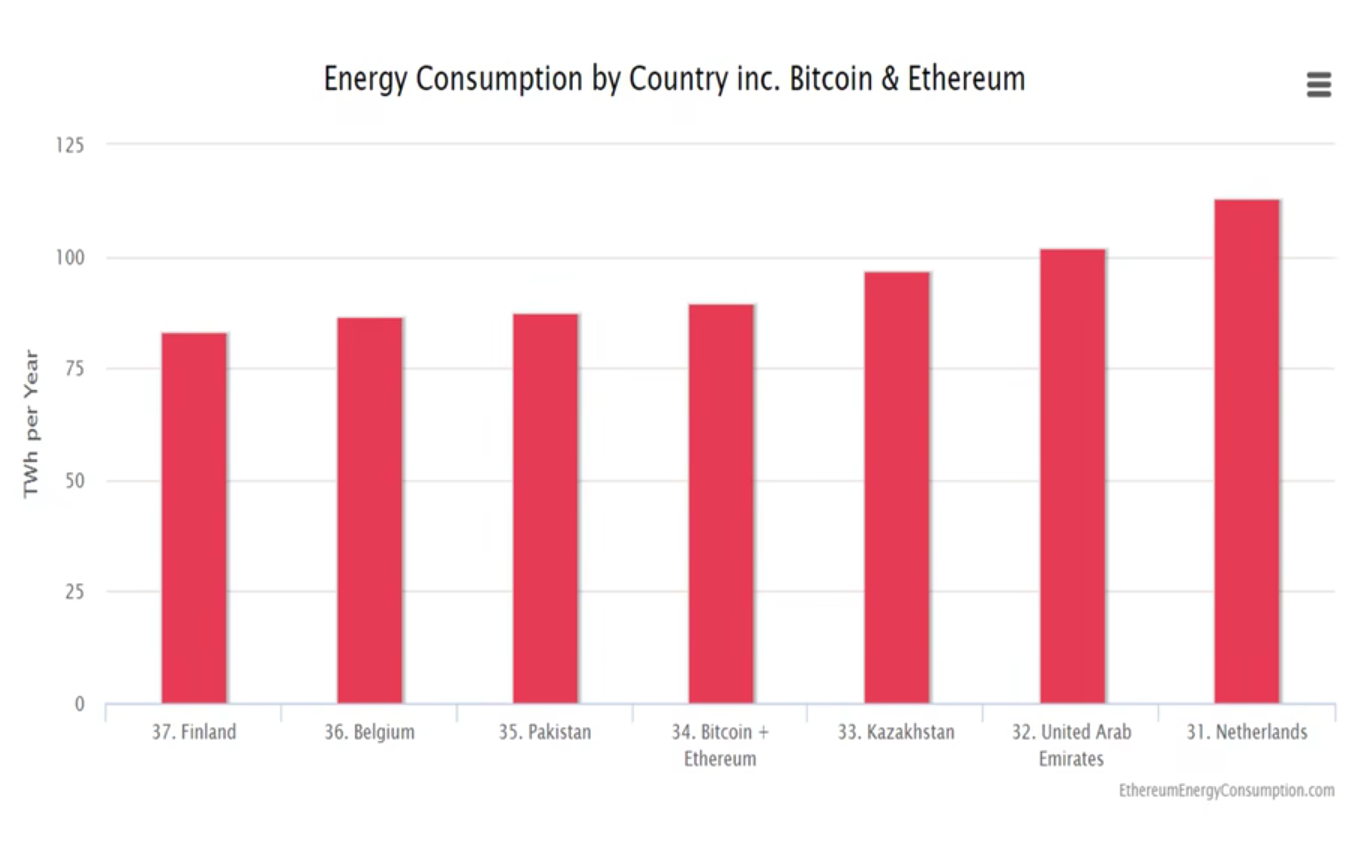 Energy Consumption by Country inc. Bitcoin & Ethereum
125
100
75
50
25
0
TWh per Year
37. Finland
36. Belgium
35. Pakistan
34. Bitcoin +
Ethereum
33. Kazakhstan
32. United Arab
Emirates
31. Netherlands
EthereumEnergyConsumption.com